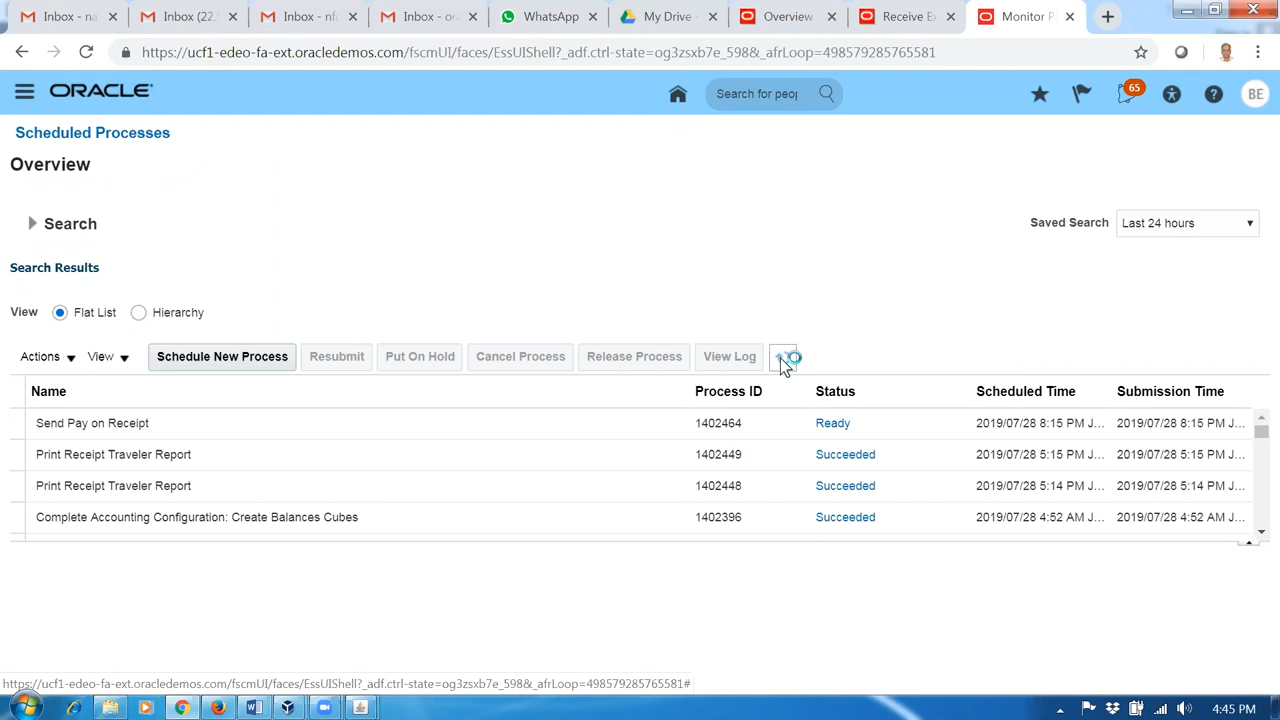 Inbox - na
Inbox (22,
Inbox - nfc
Inbox - ora
WhatsApp
My Drive -
Overview
Receive Ex
Monitor P
https://ucf1-edeo-fa-ext.oracledemos.com/fscmUI/faces/EssUIShell?_adf.ctrl-state=og3zsxb7e_598&_afrLoop=498579285765581
ORACLE
Search for peop
65
BE
Scheduled Processes
Overview
Search
Saved Search Last 24 hours
Search Results
View Flat List Hierarchy
Actions View Schedule New Process Resubmit Put On Hold Cancel Process Release Process View Log
Name Process ID Status Scheduled Time Submission Time
Send Pay on Receipt 1402464 Ready 2019/07/28 8:15 PM J... 2019/07/28 8:15 PM J...
Print Receipt Traveler Report 1402449 Succeeded 2019/07/28 5:15 PM J... 2019/07/28 5:15 PM J...
Print Receipt Traveler Report 1402448 Succeeded 2019/07/28 5:14 PM J... 2019/07/28 5:14 PM J...
Complete Accounting Configuration: Create Balances Cubes 1402396 Succeeded 2019/07/28 4:52 AM J... 2019/07/28 4:52 AM J...
https://ucf1-edeo-fa-ext.oracledemos.com/fscmUI/faces/EssUIShell?_adf.ctrl-state=og3zsxb7e_598&_afrLoop=498579285765581#
4:45 PM